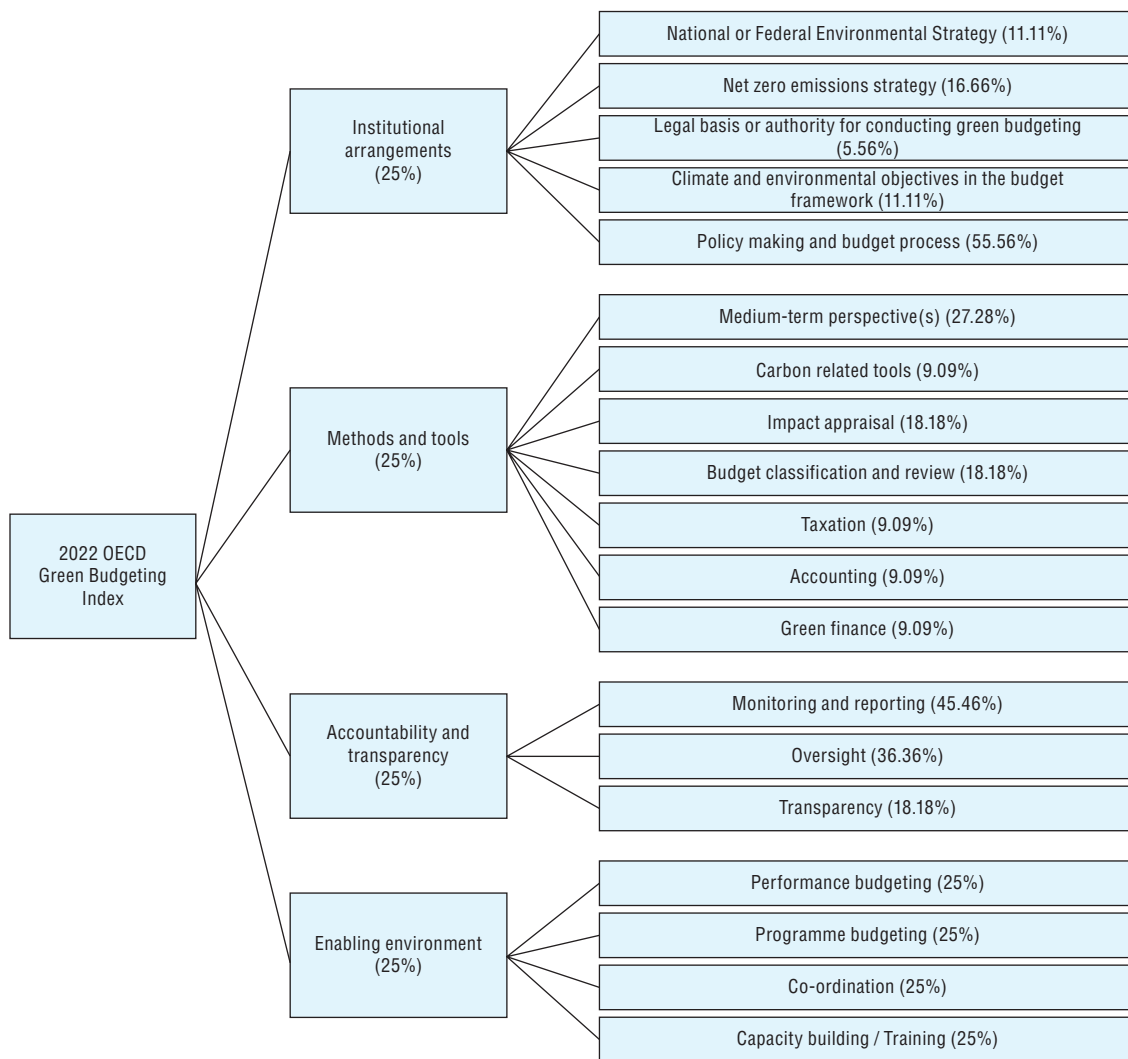 2022 OECD
Green Budgeting
Index
Institutional
arrangements
(25%)
National or Federal Environmental Strategy (11.11%)
Net zero emissions strategy (16.66%)
Legal basis or authority for conducting green budgeting
(5.56%)
Climate and environmental objectives in the budget
framework (11.11%)
Policy making and budget process (55.56%)
Methods and tools
(25%)
Medium-term perspective(s) (27.28%)
Carbon related tools (9.09%)
Impact appraisal (18.18%)
Budget classification and review (18.18%)
Taxation (9.09%)
Accounting (9.09%)
Green finance (9.09%)
Accountability and
transparency
(25%)
Monitoring and reporting (45.46%)
Oversight (36.36%)
Transparency (18.18%)
Enabling environment
(25%)
Performance budgeting (25%)
Programme budgeting (25%)
Co-ordination (25%)
Capacity building / Training (25%)